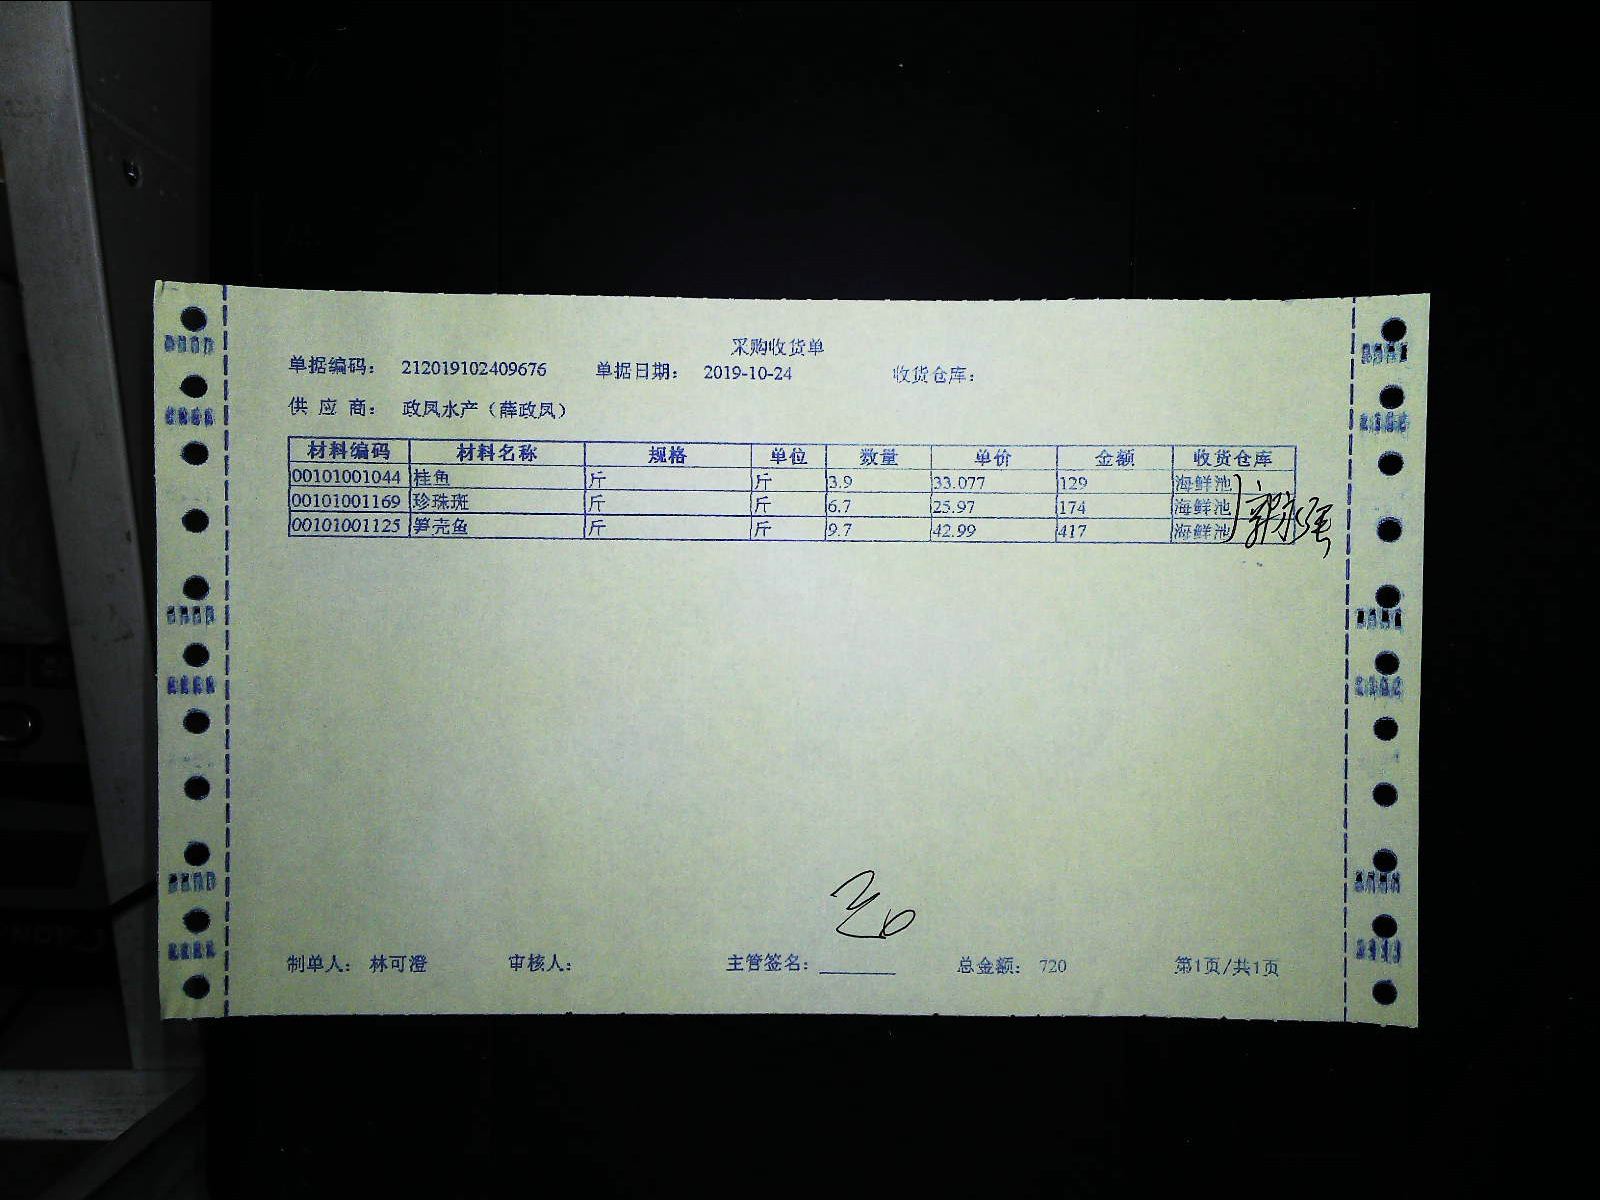 采购收货单
单据编码： 212019102409676 单据日期： 2019-10-24 收货仓库：
供 应 商： 政凤水产（薛政凤）
材料编码 材料名称 规格 单位 数量 单价 金额 收货仓库
00101001044 桂鱼 斤 斤 3.9 33.077 129 海鲜池
00101001169 珍珠斑 斤 斤 6.7 25.97 174 海鲜池
00101001125 笋壳鱼 斤 斤 9.7 42.99 417 海鲜池
制单人： 林可澄 审核人： 主管签名： 总金额： 720 第1页/共1页